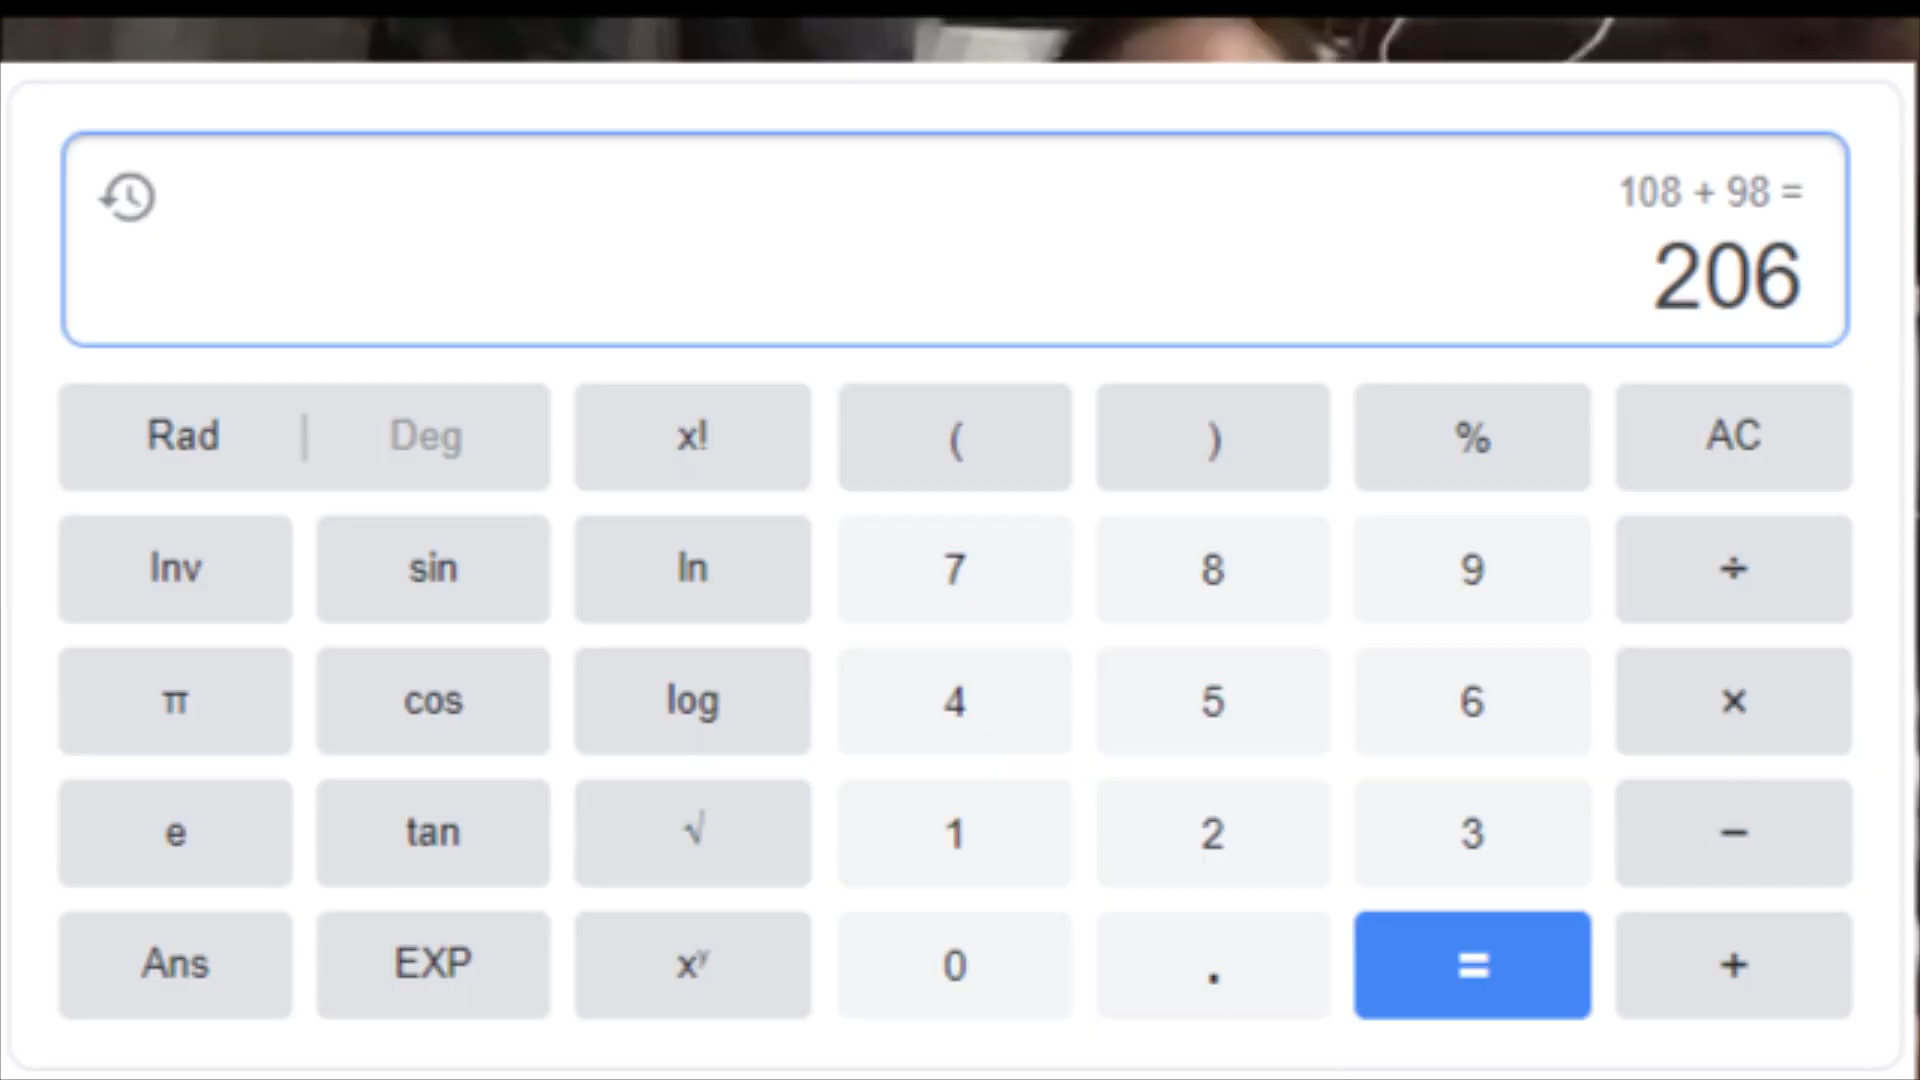 108 + 98 =
206
Rad | Deg x! ( ) % AC
Inv sin ln 7 8 9 ÷
π cos log 4 5 6 ×
e tan √ 1 2 3 −
Ans EXP xʸ 0 . = +